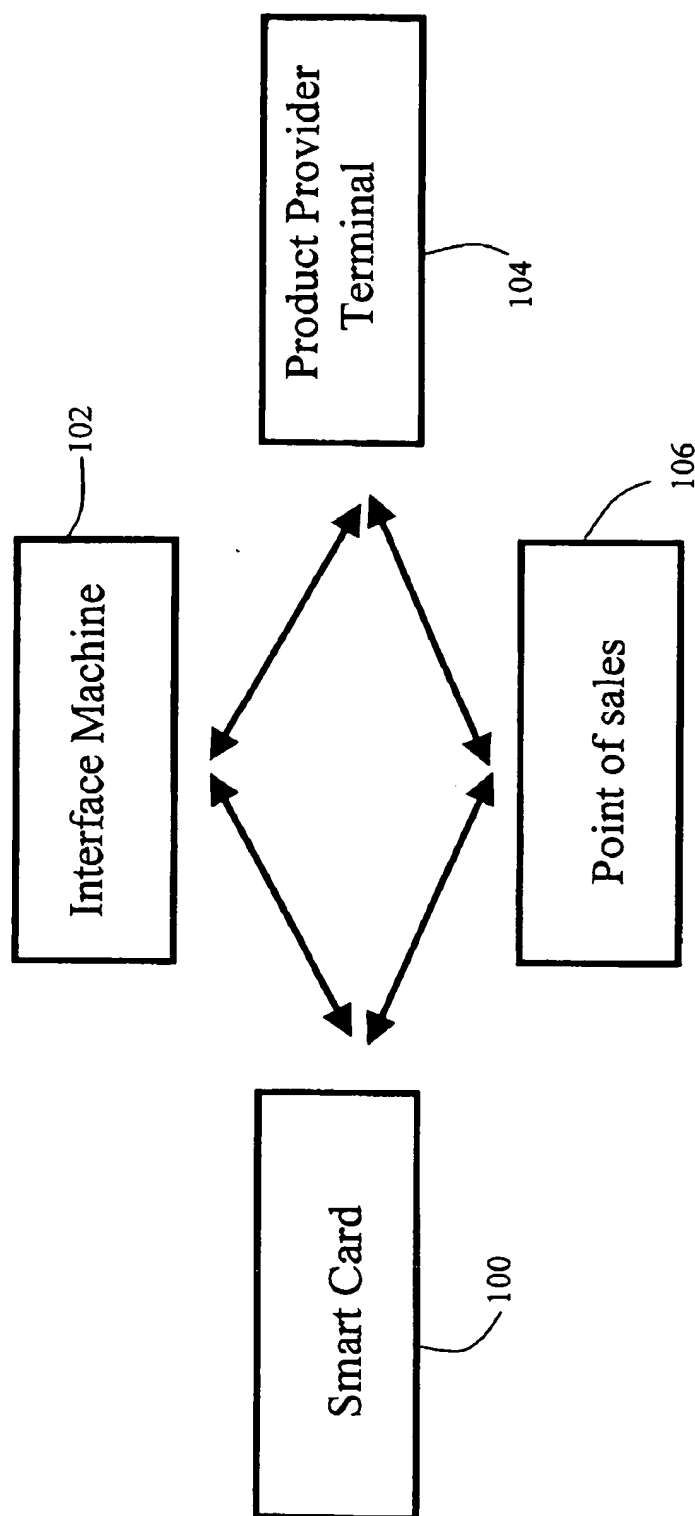 Interface Machine
102
Smart Card
100
Product Provider
Terminal
104
Point of sales
106